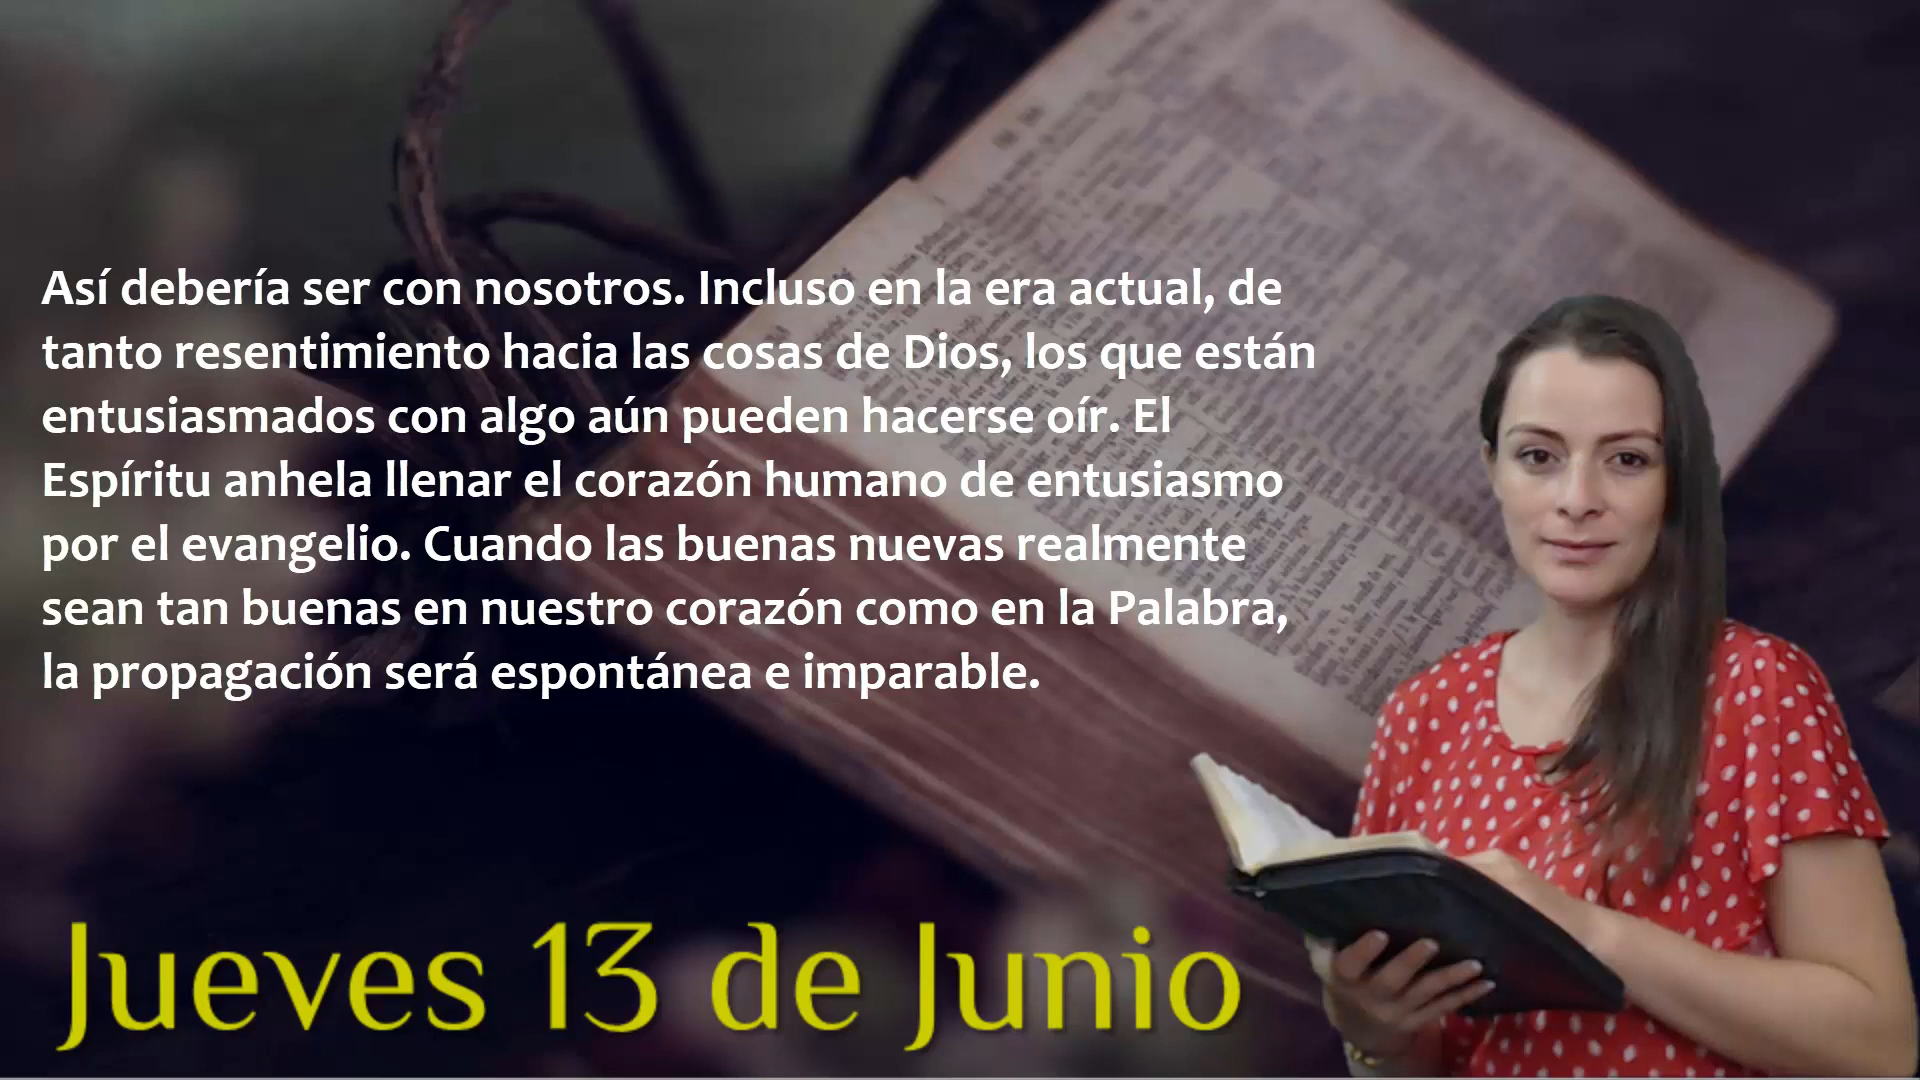 Así debería ser con nosotros. Incluso en la era actual, de
tanto resentimiento hacia las cosas de Dios, los que están
entusiasmados con algo aún pueden hacerse oír. El
Espíritu anhela llenar el corazón humano de entusiasmo
por el evangelio. Cuando las buenas nuevas realmente
sean tan buenas en nuestro corazón como en la Palabra,
la propagación será espontánea e imparable.
Jueves 13 de Junio